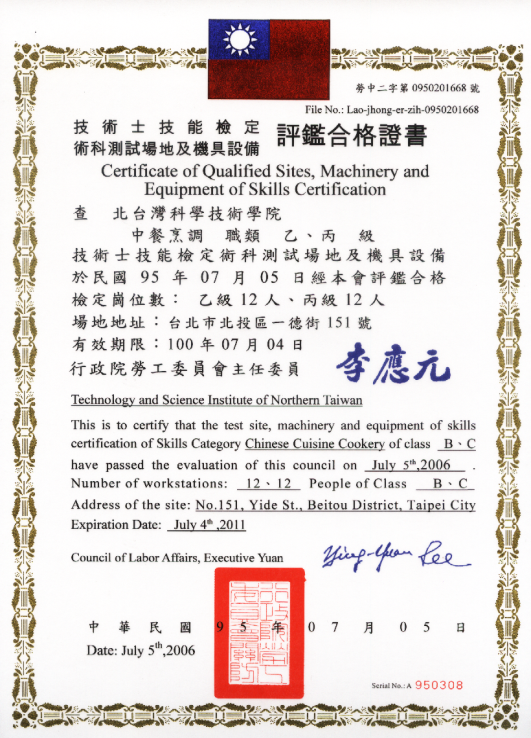 勞中二字第 0950201668 號
File No.: Lao-jhong-er-zih-0950201668
技術士技能檢定
術科測試場地及機具設備
評鑑合格證書
Certificate of Qualified Sites, Machinery and
Equipment of Skills Certification
查 北台灣科學技術學院
中餐烹調 職類 乙、丙 級
技術士技能檢定術科測試場地及機具設備
於民國 95 年 07 月 05 日經本會評鑑合格
檢定崗位數： 乙級 12 人、丙級 12 人
場地地址：台北市北投區一德街 151 號
有效期限：100 年 07 月 04 日
行政院勞工委員會主任委員
李應元
Technology and Science Institute of Northern Taiwan
This is to certify that the test site, machinery and equipment of skills
certification of Skills Category Chinese Cuisine Cookery of class B、C
have passed the evaluation of this council on July 5th,2006 .
Number of workstations: 12、12 People of Class B、C
Address of the site: No.151, Yide St., Beitou District, Taipei City
Expiration Date: July 4th ,2011
Council of Labor Affairs, Executive Yuan
Ying-Yuan Lee
中華民國 95 年 07 月 05 日
Date: July 5th,2006
Serial No.: A 950308